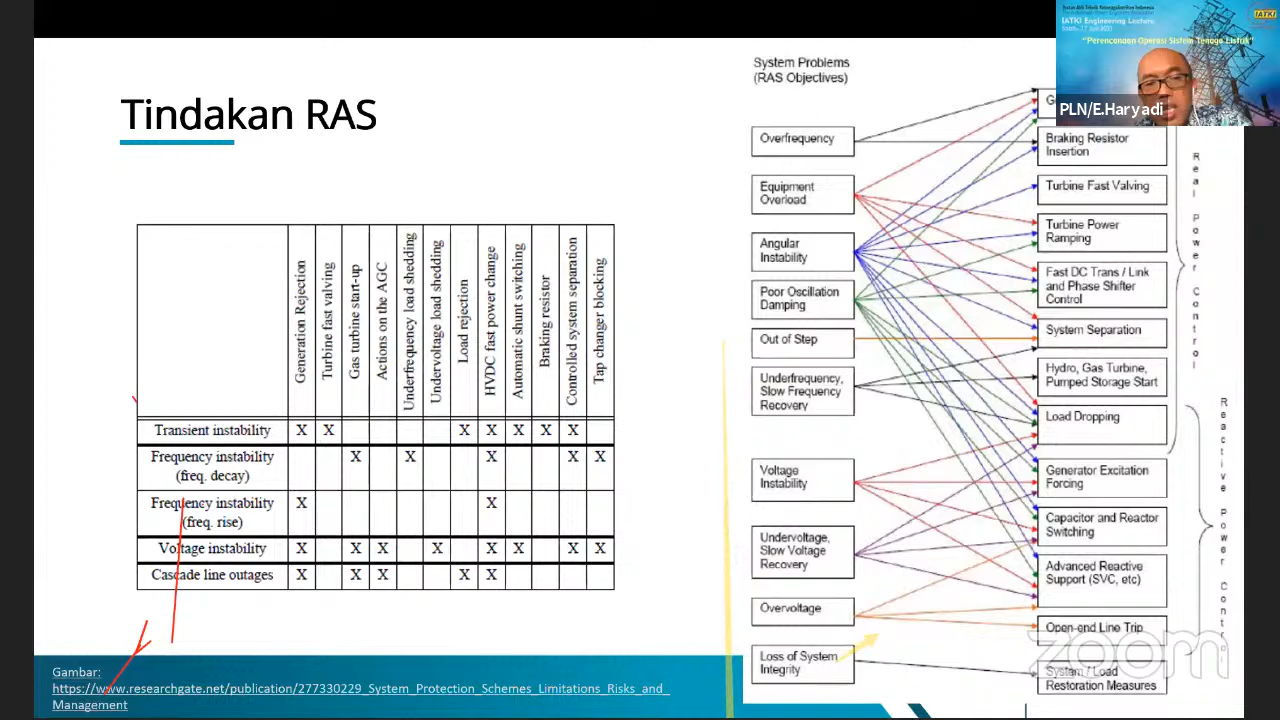 Tindakan RAS
Generation Rejection
Turbine fast valving
Gas turbine start-up
Actions on the AGC
Underfrequency load shedding
Undervoltage load shedding
Load rejection
HVDC fast power change
Automatic shunt switching
Braking resistor
Controlled system separation
Tap changer blocking
Transient instability X X X X X X X
Frequency instability X X X X X
(freq. decay)
Frequency instability X X
(freq. rise)
Voltage instability X X X X X X X X
Cascade line outages X X X X X
Gambar:
https://www.researchgate.net/publication/277330229_System_Protection_Schemes_Limitations_Risks_and_
Management
System Problems
(RAS Objectives)
Overfrequency
Equipment
Overload
Angular
Instability
Poor Oscillation
Damping
Out of Step
Underfrequency,
Slow Frequency
Recovery
Voltage
Instability
Undervoltage,
Slow Voltage
Recovery
Overvoltage
Loss of System
Integrity
Braking Resistor
Insertion
Turbine Fast Valving
Turbine Power
Ramping
Fast DC Trans / Link
and Phase Shifter
Control
System Separation
Hydro, Gas Turbine,
Pumped Storage Start
Load Dropping
Generator Excitation
Forcing
Capacitor and Reactor
Switching
Advanced Reactive
Support (SVC, etc)
Open-end Line Trip
System / Load
Restoration Measures
Real Power Control
Reactive Power Contr
IATKI Engineering Lecture
"Perencanaan Operasi Sistem Tenaga Listrik"
IATKI
PLN/E.Haryadi
zoom